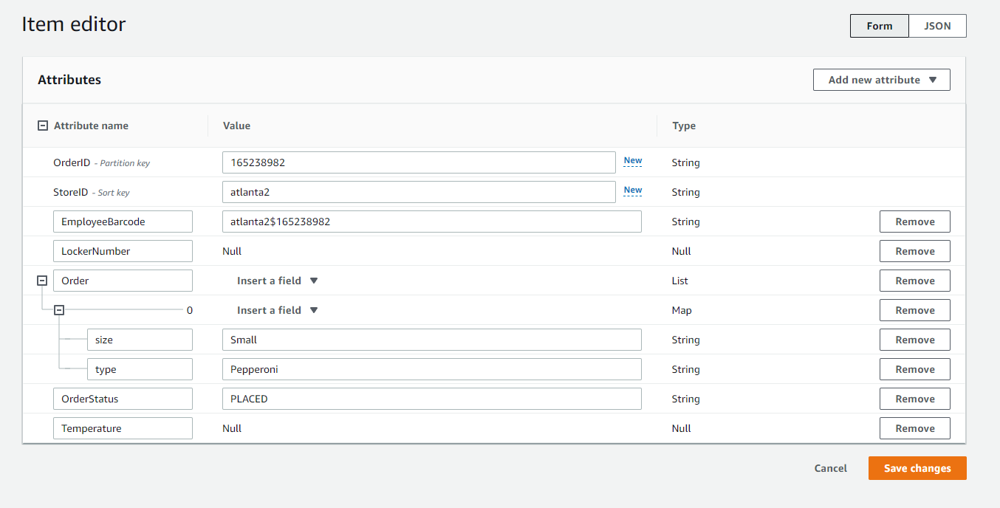 Item editor
Form JSON
Attributes
Add new attribute
Attribute name Value Type
OrderID - Partition key 165238982 New String
StoreID - Sort key atlanta2 New String
EmployeeBarcode atlanta2$165238982 String Remove
LockerNumber Null Null Remove
Order Insert a field List Remove
0 Insert a field Map Remove
size Small String Remove
type Pepperoni String Remove
OrderStatus PLACED String Remove
Temperature Null Null Remove
Cancel Save changes